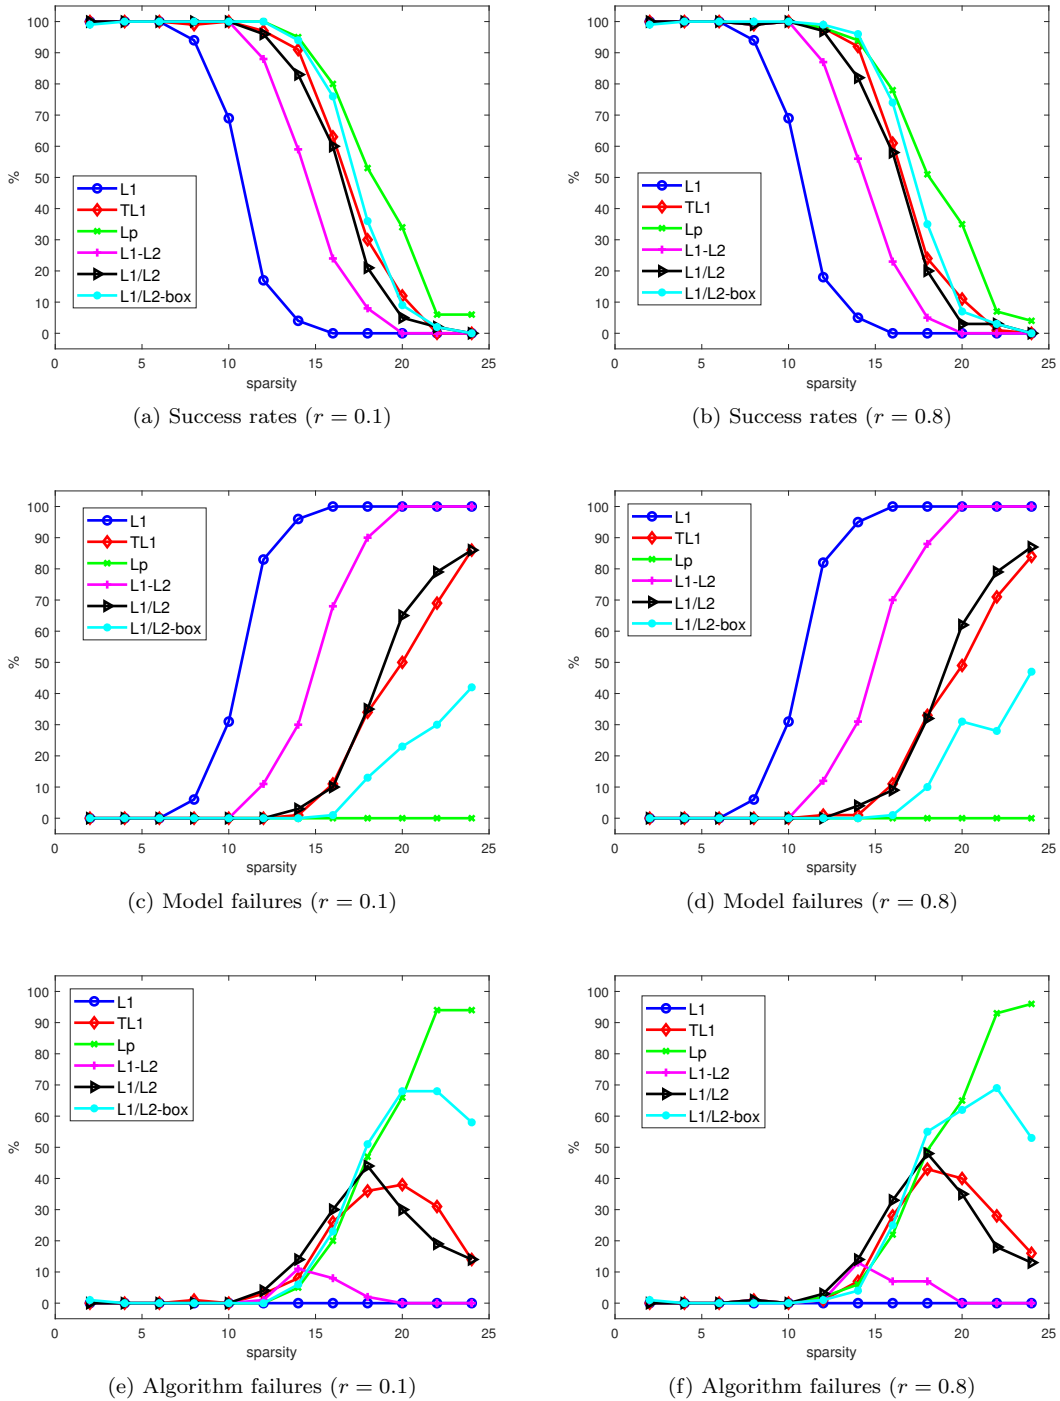 100
90
80
70
60
50
40
30
20
10
0
%
L1
TL1
Lp
L1-L2
L1/L2
L1/L2-box
0 5 10 15 20 25
sparsity
(a) Success rates (r = 0.1)
100
90
80
70
60
50
40
30
20
10
0
%
L1
TL1
Lp
L1-L2
L1/L2
L1/L2-box
0 5 10 15 20 25
sparsity
(b) Success rates (r = 0.8)
100
90
80
70
60
50
40
30
20
10
0
%
L1
TL1
Lp
L1-L2
L1/L2
L1/L2-box
0 5 10 15 20 25
sparsity
(c) Model failures (r = 0.1)
100
90
80
70
60
50
40
30
20
10
0
%
L1
TL1
Lp
L1-L2
L1/L2
L1/L2-box
0 5 10 15 20 25
sparsity
(d) Model failures (r = 0.8)
100
90
80
70
60
50
40
30
20
10
0
%
L1
TL1
Lp
L1-L2
L1/L2
L1/L2-box
0 5 10 15 20 25
sparsity
(e) Algorithm failures (r = 0.1)
100
90
80
70
60
50
40
30
20
10
0
%
L1
TL1
Lp
L1-L2
L1/L2
L1/L2-box
0 5 10 15 20 25
sparsity
(f) Algorithm failures (r = 0.8)